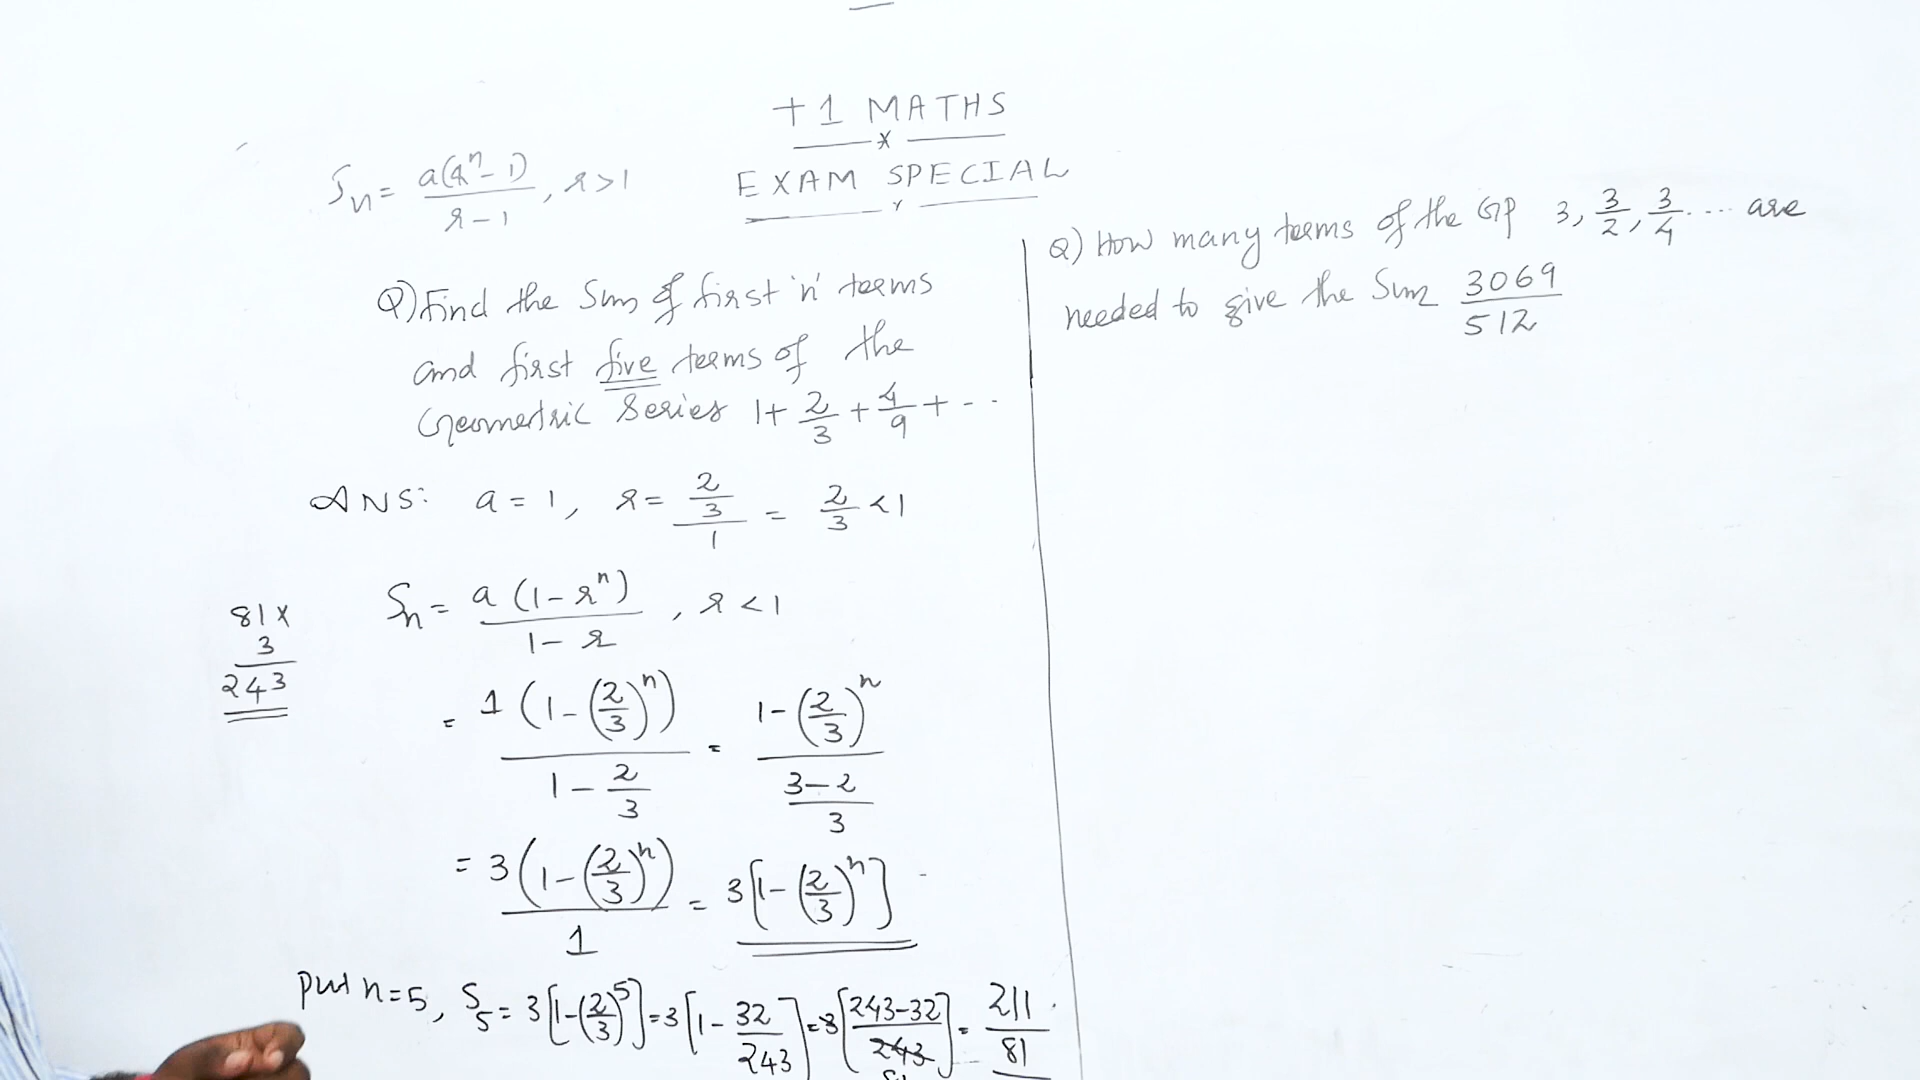 +1 MATHS
EXAM SPECIAL
Sn = a(r^n - 1) / r - 1, r > 1
Q) Find the Sum of first 'n' terms
and first five terms of the
Geometric Series 1 + 2/3 + 4/9 + - - -
ANS: a = 1, r = 2/3 / 1 = 2/3 < 1
Sn = a (1 - r^n) / 1 - r, r < 1
81 x
3
243
= 1 (1 - (2/3)^n) / 1 - 2/3 = 1 - (2/3)^n / 3-2/3
= 3 (1 - (2/3)^n) / 1 = 3 [1 - (2/3)^n]
put n = 5, S5 = 3 [1 - (2/3)^5] = 3 [1 - 32/243] = 3 [243-32 / 243] = 211/81
81
Q) How many terms of the GP 3, 3/2, 3/4 .... are
needed to give the Sum 3069/512